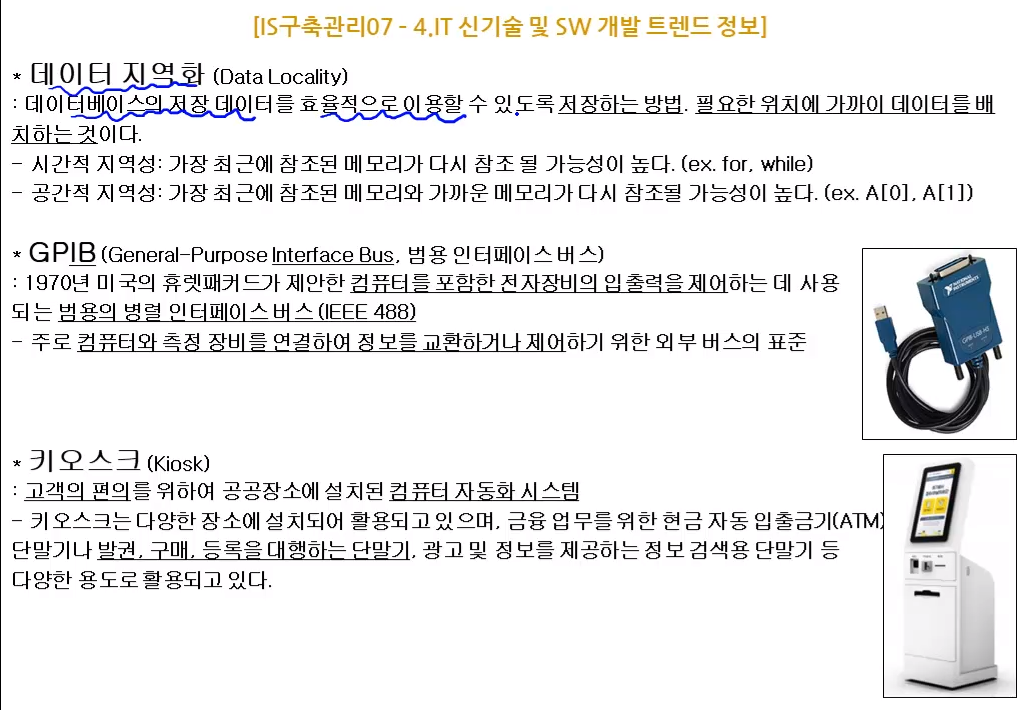 [IS구축관리07 - 4.IT 신기술 및 SW 개발 트렌드 정보]
* 데이터 지역화 (Data Locality)
: 데이터베이스의 저장 데이터를 효율적으로 이용할 수 있도록 저장하는 방법. 필요한 위치에 가까이 데이터를 배
치하는 것이다.
- 시간적 지역성: 가장 최근에 참조된 메모리가 다시 참조 될 가능성이 높다. (ex. for, while)
- 공간적 지역성: 가장 최근에 참조된 메모리와 가까운 메모리가 다시 참조될 가능성이 높다. (ex. A[0], A[1])
* GPIB (General-Purpose Interface Bus, 범용 인터페이스 버스)
: 1970년 미국의 휴렛패커드가 제안한 컴퓨터를 포함한 전자장비의 입출력을 제어하는 데 사용
되는 범용의 병렬 인터페이스 버스 (IEEE 488)
- 주로 컴퓨터와 측정 장비를 연결하여 정보를 교환하거나 제어하기 위한 외부 버스의 표준
NATIONAL
INSTRUMENTS
GPIB-USB-HS
* 키오스크 (Kiosk)
: 고객의 편의를 위하여 공공장소에 설치된 컴퓨터 자동화 시스템
- 키오스크는 다양한 장소에 설치되어 활용되고 있으며, 금융 업무를 위한 현금 자동 입출금기(ATM)
단말기나 발권, 구매, 등록을 대행하는 단말기, 광고 및 정보를 제공하는 정보 검색용 단말기 등
다양한 용도로 활용되고 있다.